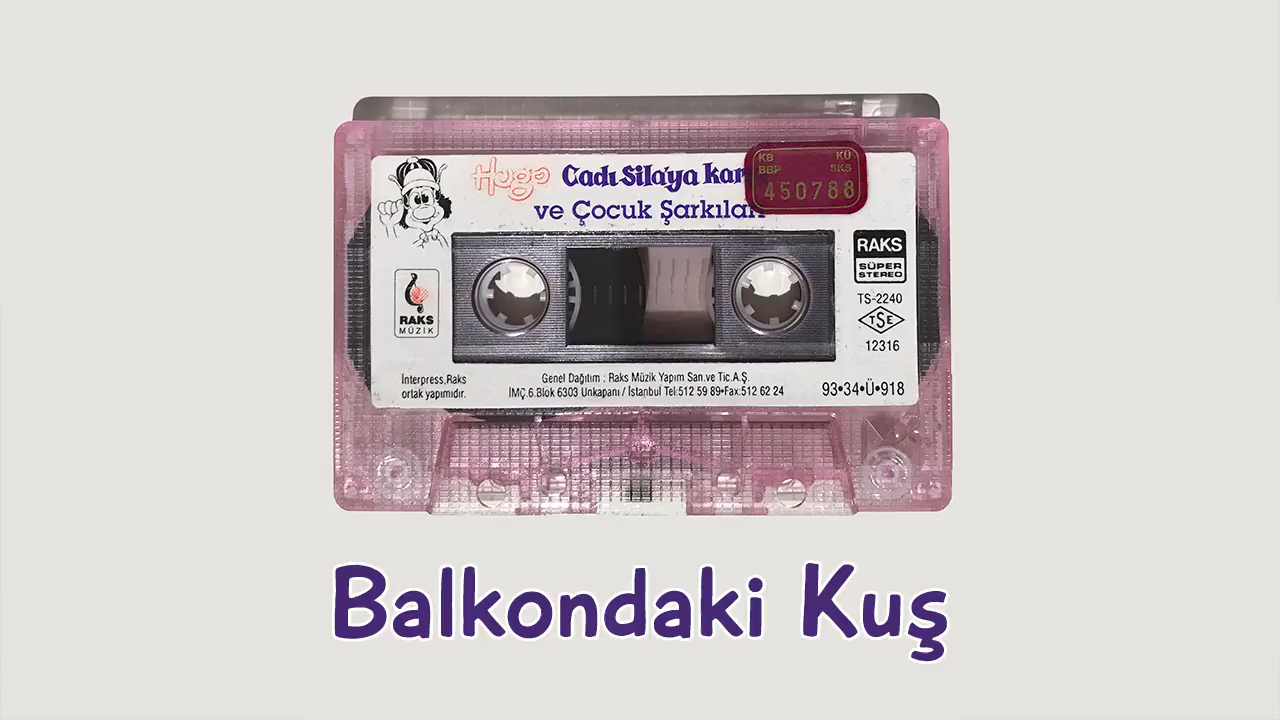 Hugo Cadı Sila'ya
ve Çocuk Şarkıları
KB KÜ
BBP SKS
450788
RAKS
SÜPER
STEREO
TS-2240
TSE
12316
RAKS
MÜZİK
İnterpress,Raks
ortak yapımıdır.
Genel Dağıtım : Raks Müzik Yapım San.ve Tic.A.Ş.
İMÇ.6.Blok 6303 Unkapanı / İstanbul Tel:512 59 89•Fax:512 62 24
93•34•Ü•918
Balkondaki Kuş